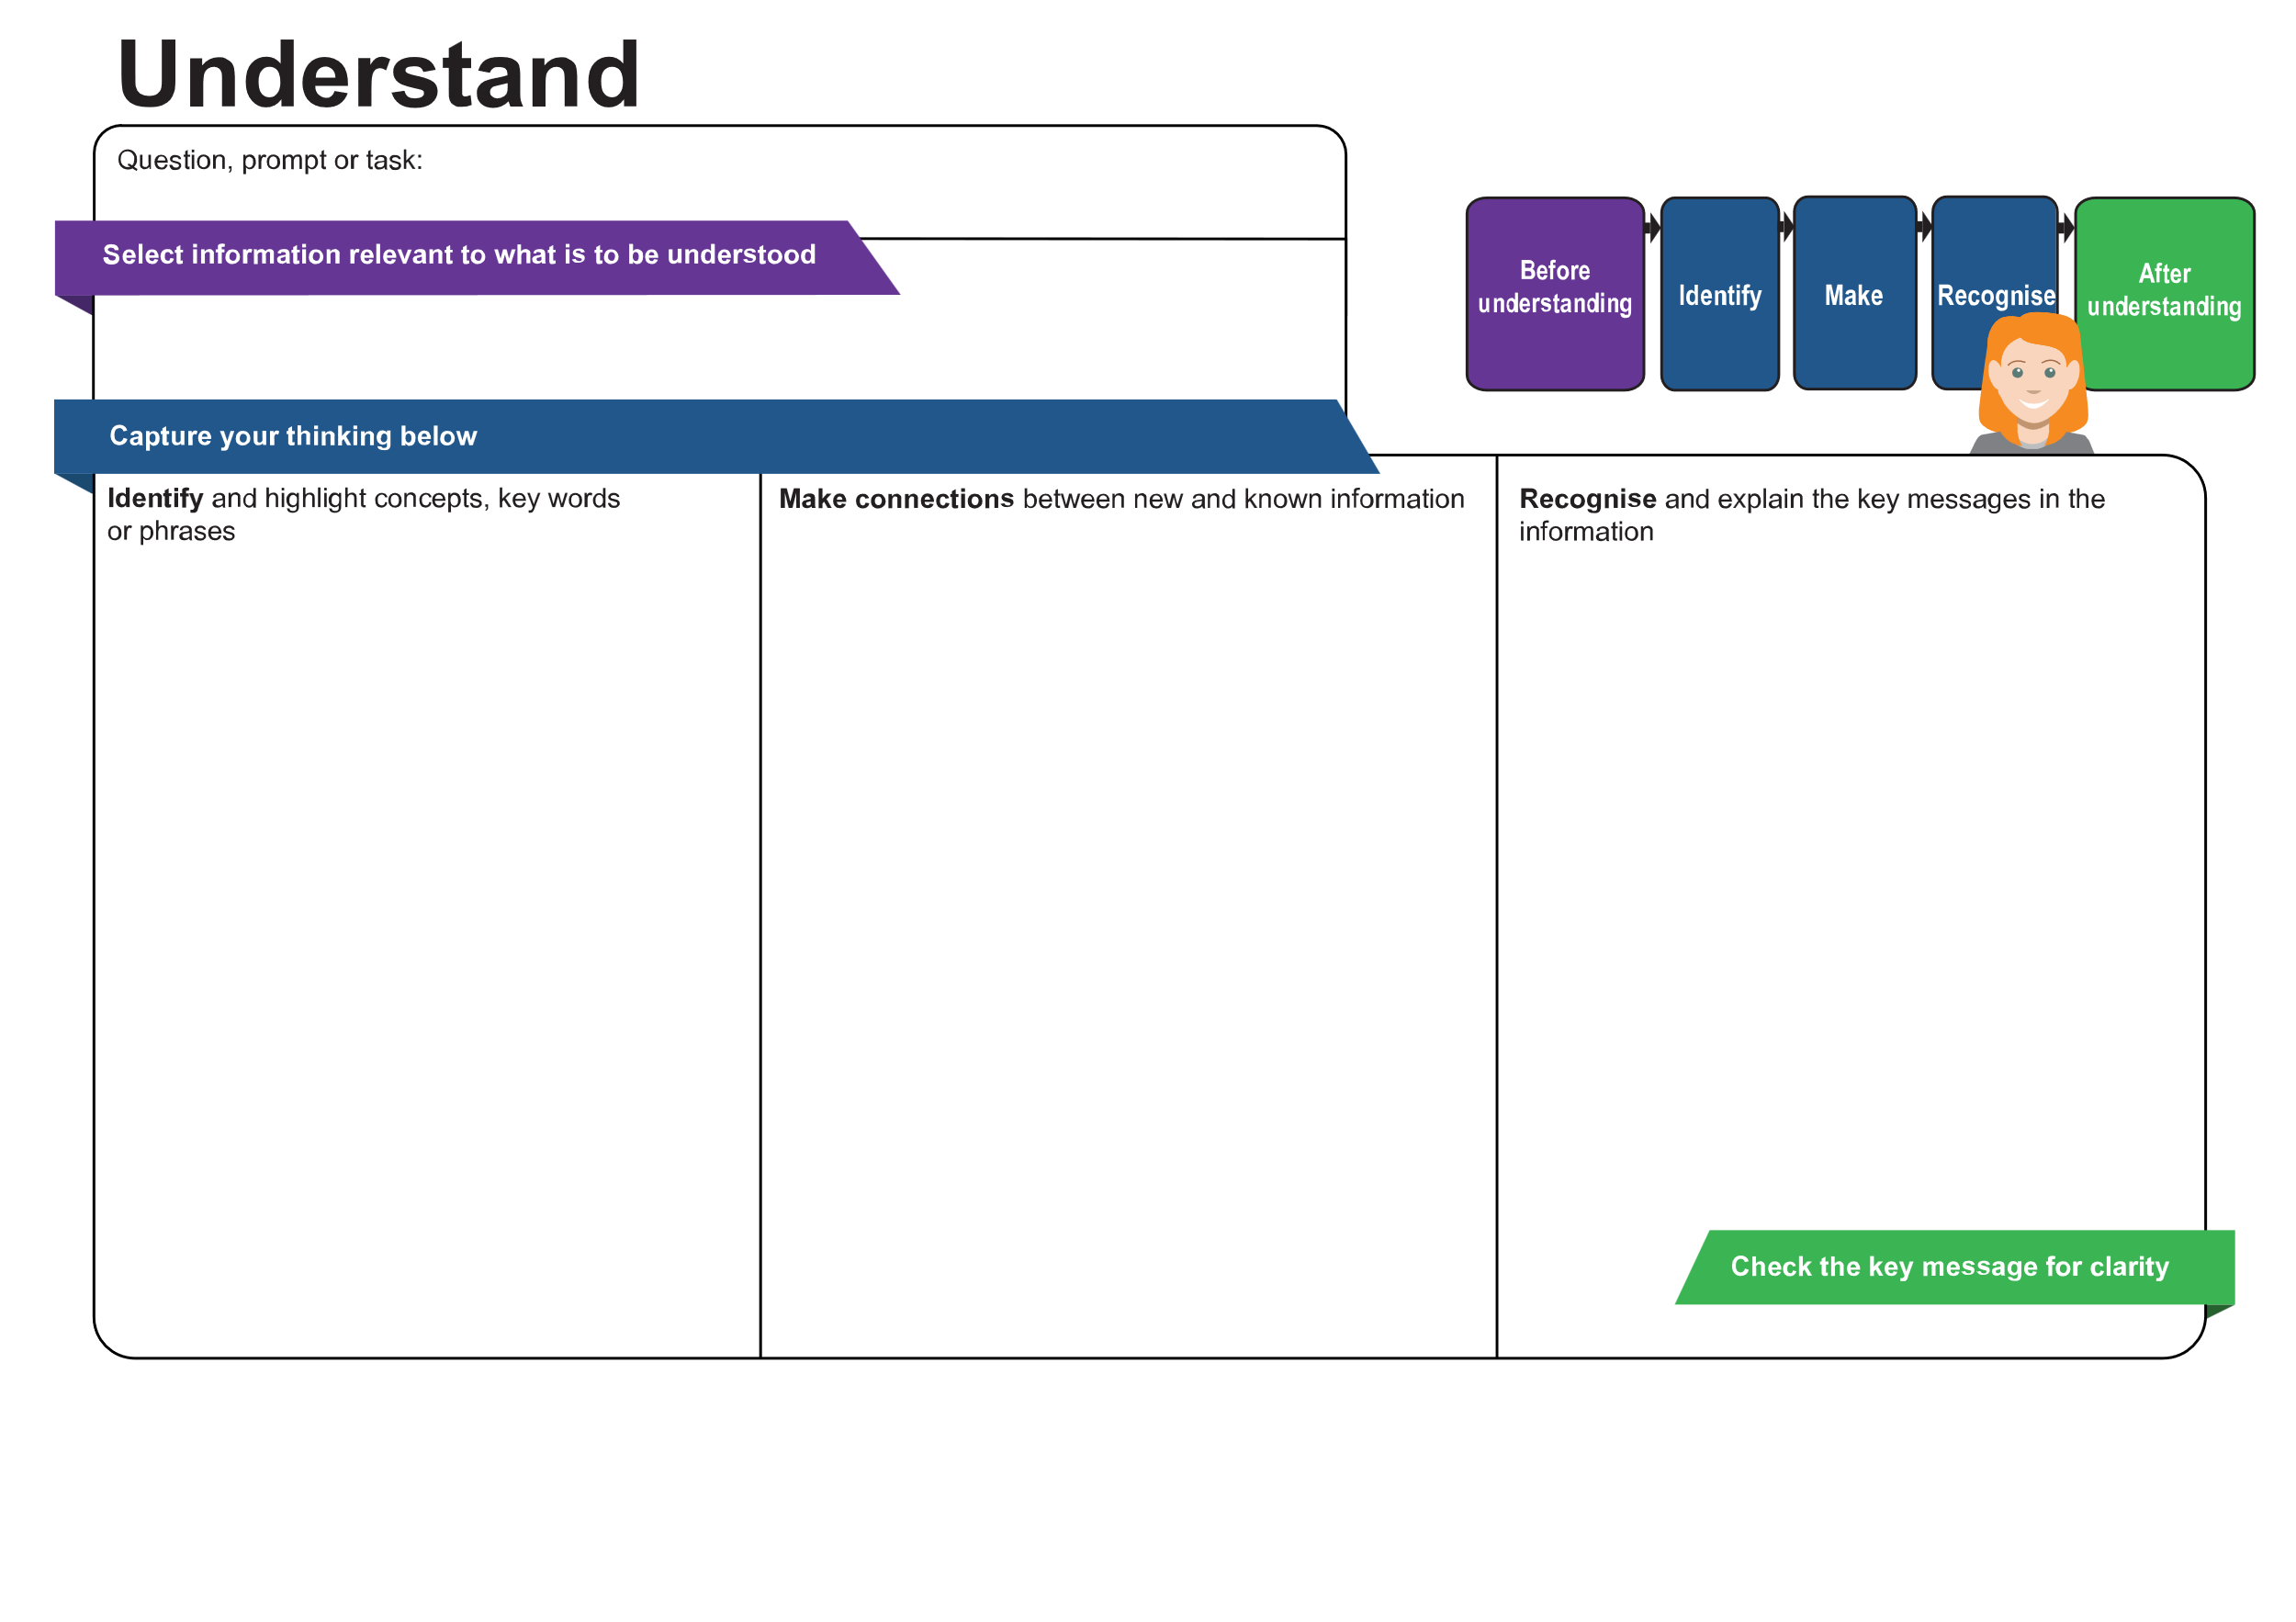 Understand
Question, prompt or task:
Select information relevant to what is to be understood
Before
understanding
Identify
Make
Recognise
After
understanding
Capture your thinking below
Identify and highlight concepts, key words
or phrases
Make connections between new and known information
Recognise and explain the key messages in the
information
Check the key message for clarity